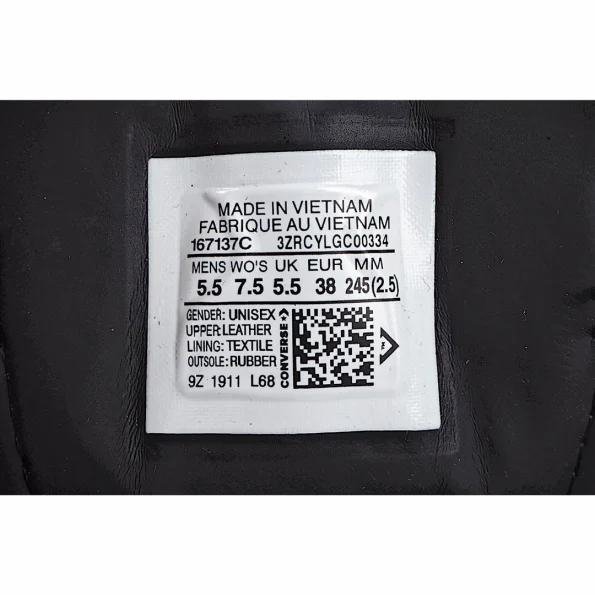 MADE IN VIETNAM
FABRIQUE AU VIETNAM
167137C 3ZRCYLGC00334
MENS WO'S UK EUR MM
5.5 7.5 5.5 38 245(2.5)
GENDER: UNISEX
UPPER:LEATHER
LINING: TEXTILE
OUTSOLE: RUBBER
9Z 1911 L68
CONVERSE
TM